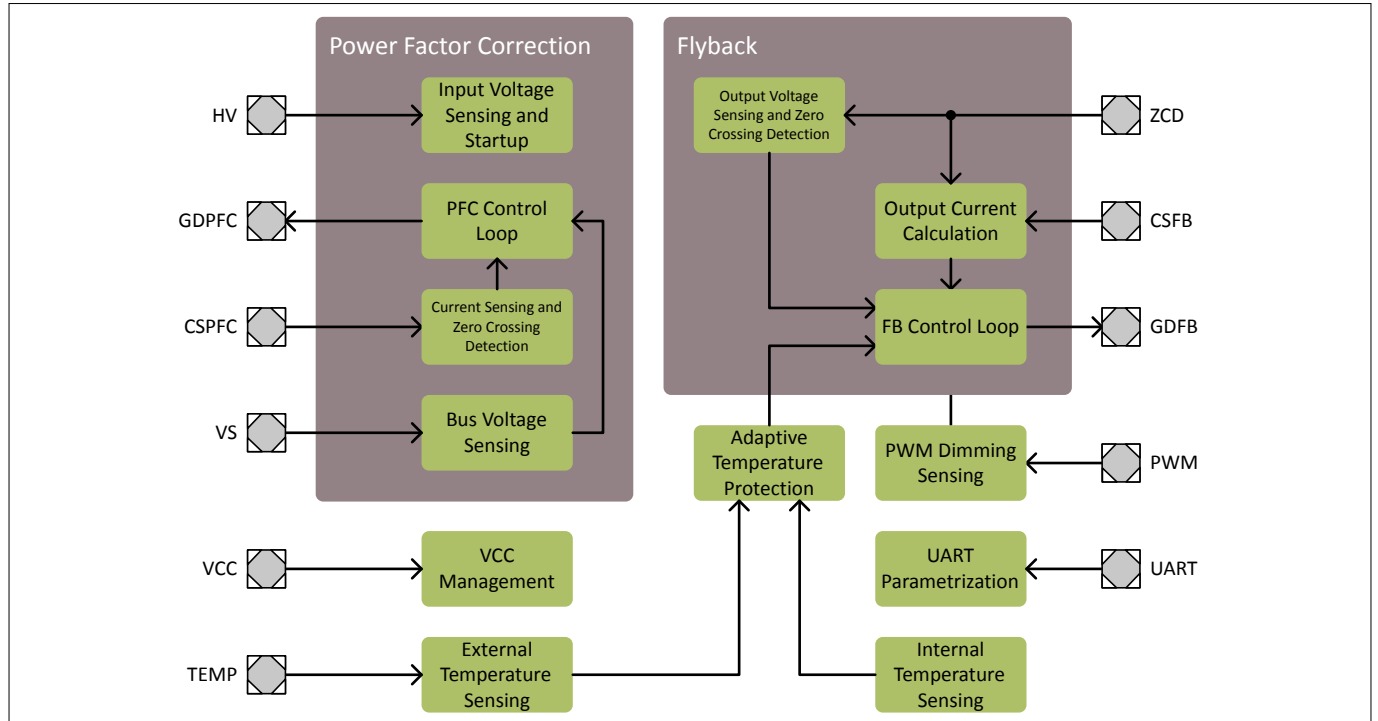 Power Factor Correction
Flyback
HV
Input Voltage
Sensing and
Startup
Output Voltage
Sensing and Zero
Crossing Detection
ZCD
GDPFC
PFC Control
Loop
Output Current
Calculation
CSFB
CSPFC
Current Sensing and
Zero Crossing
Detection
FB Control Loop
GDFB
VS
Bus Voltage
Sensing
Adaptive
Temperature
Protection
PWM Dimming
Sensing
PWM
VCC
VCC
Management
UART
Parametrization
UART
TEMP
External
Temperature
Sensing
Internal
Temperature
Sensing